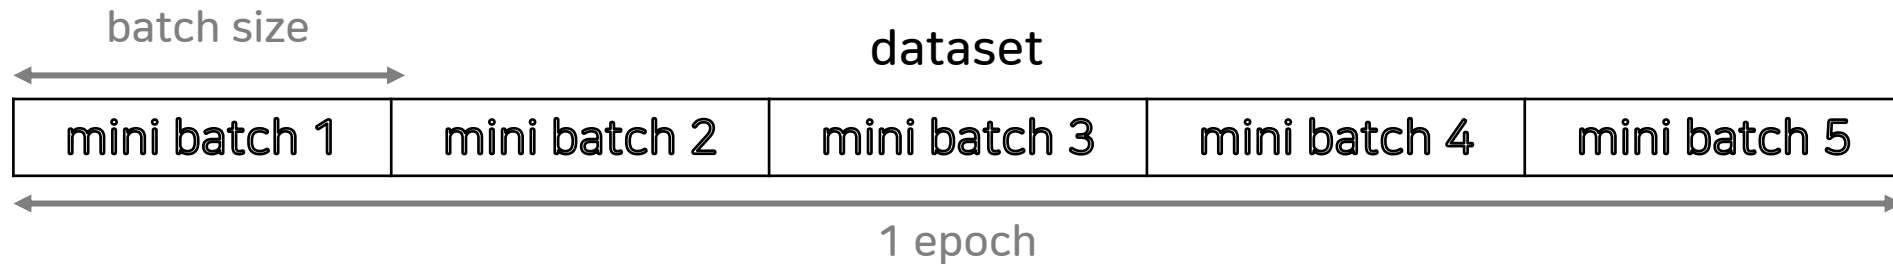 batch size
dataset
mini batch 1 mini batch 2 mini batch 3 mini batch 4 mini batch 5
1 epoch